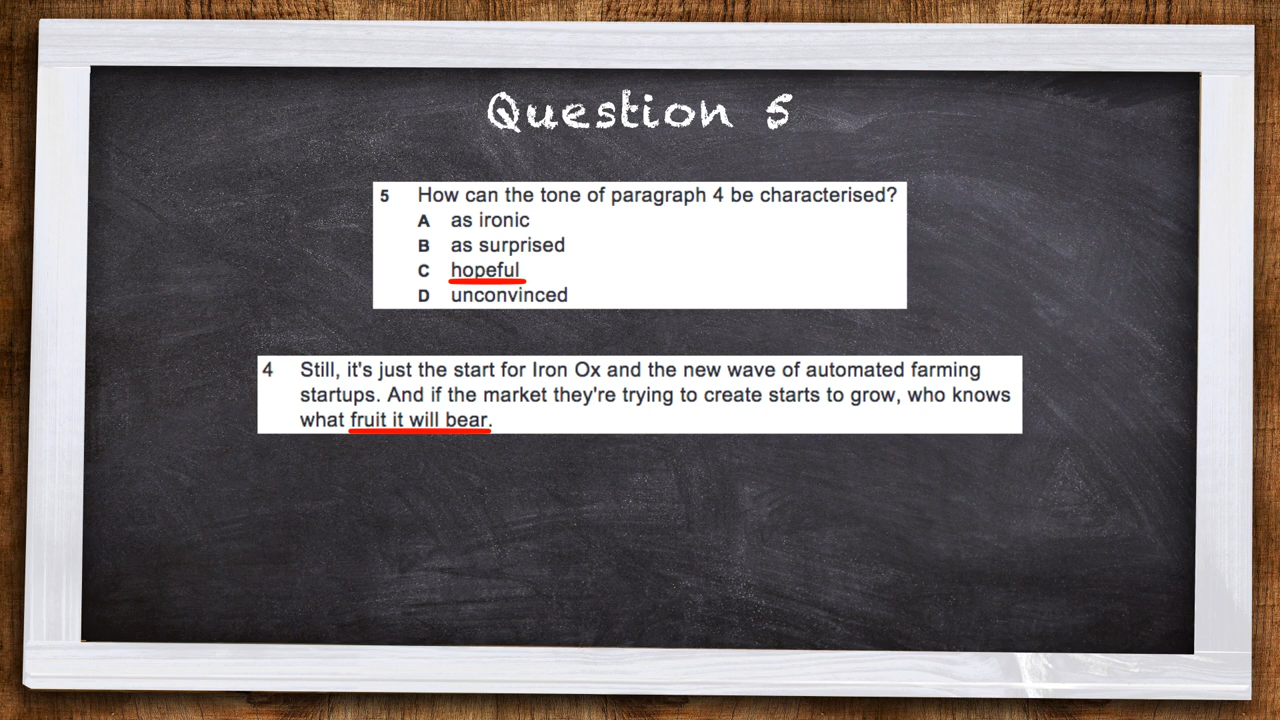 Question 5
5 How can the tone of paragraph 4 be characterised?
A as ironic
B as surprised
C hopeful
D unconvinced
4 Still, it's just the start for Iron Ox and the new wave of automated farming
startups. And if the market they're trying to create starts to grow, who knows
what fruit it will bear.